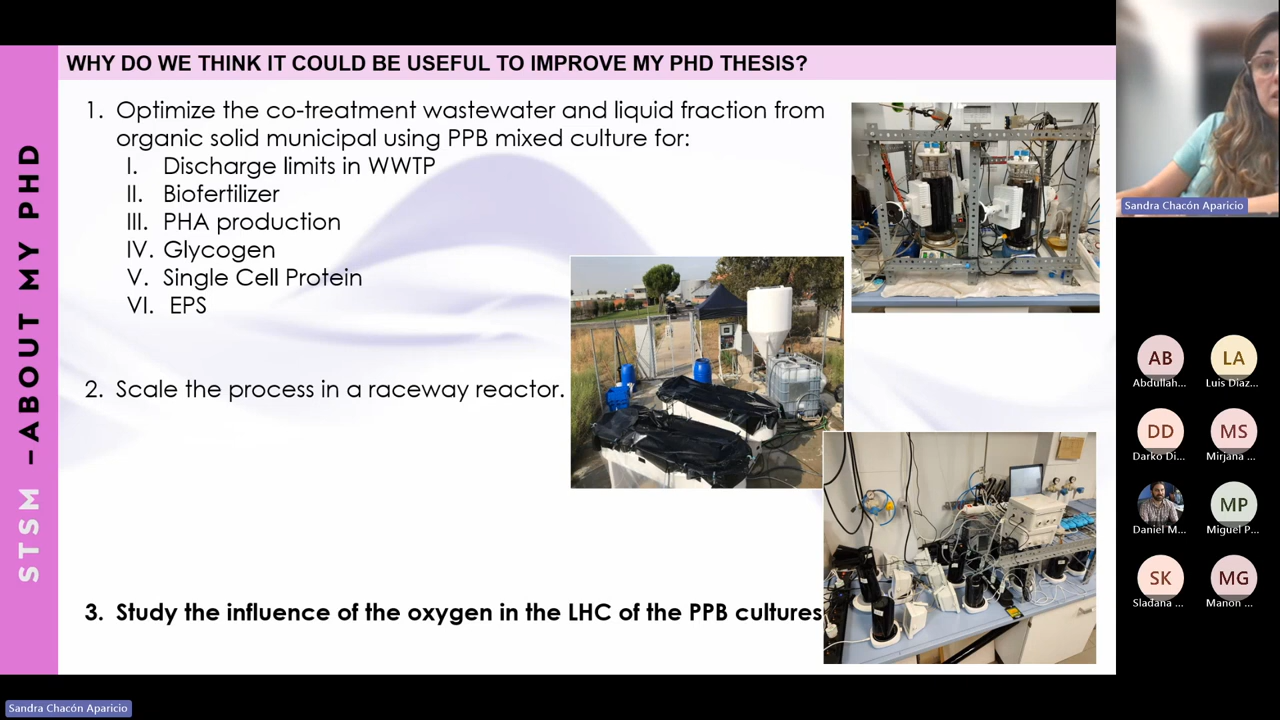 WHY DO WE THINK IT COULD BE USEFUL TO IMPROVE MY PHD THESIS?
STSM –ABOUT MY PHD
1. Optimize the co-treatment wastewater and liquid fraction from
organic solid municipal using PPB mixed culture for:
I. Discharge limits in WWTP
II. Biofertilizer
III. PHA production
IV. Glycogen
V. Single Cell Protein
VI. EPS
2. Scale the process in a raceway reactor.
3. Study the influence of the oxygen in the LHC of the PPB cultures
Sandra Chacón Aparicio
AB
LA
Abdullah...
Luis Díaz...
DD
MS
Darko Di...
Mirjana ...
MP
Daniel M...
Miguel P...
SK
MG
Sladana ...
Manon ...
Sandra Chacón Aparicio